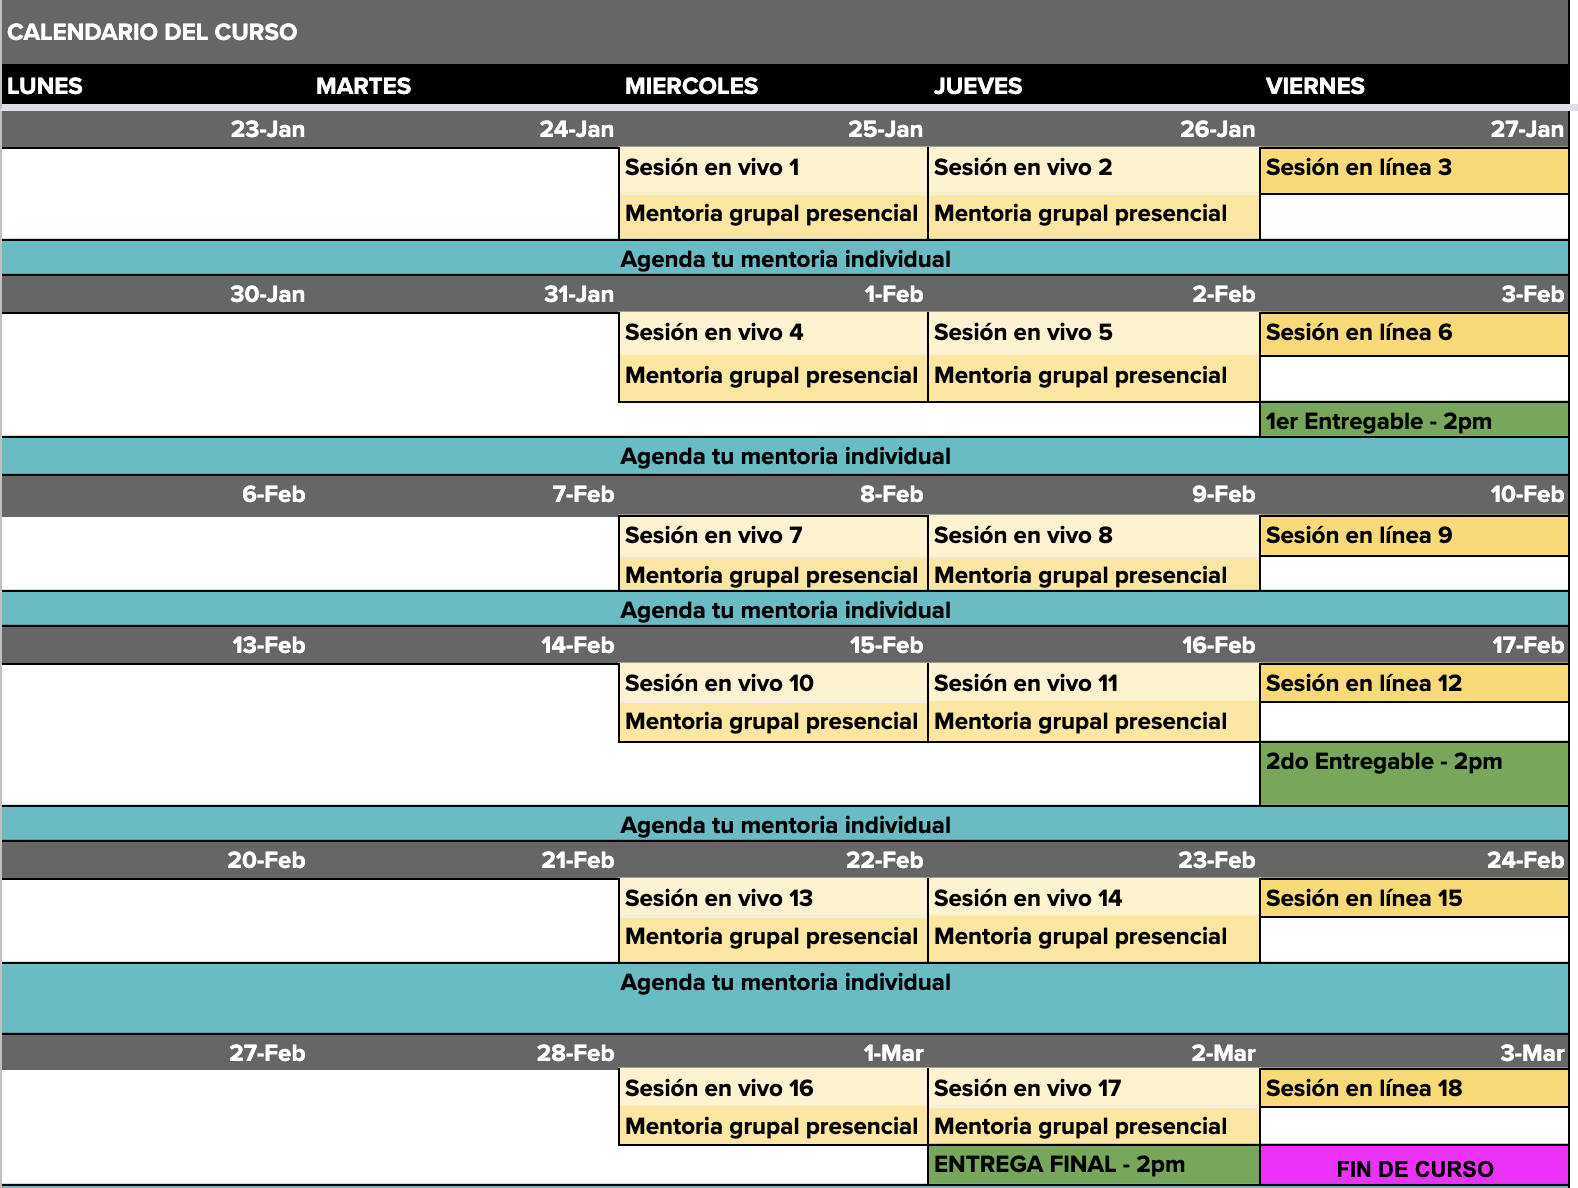 CALENDARIO DEL CURSO
LUNES MARTES MIERCOLES JUEVES VIERNES
23-Jan 24-Jan 25-Jan 26-Jan 27-Jan
Sesión en vivo 1 Sesión en vivo 2 Sesión en línea 3
Mentoria grupal presencial Mentoria grupal presencial
Agenda tu mentoria individual
30-Jan 31-Jan 1-Feb 2-Feb 3-Feb
Sesión en vivo 4 Sesión en vivo 5 Sesión en línea 6
Mentoria grupal presencial Mentoria grupal presencial
1er Entregable - 2pm
Agenda tu mentoria individual
6-Feb 7-Feb 8-Feb 9-Feb 10-Feb
Sesión en vivo 7 Sesión en vivo 8 Sesión en línea 9
Mentoria grupal presencial Mentoria grupal presencial
Agenda tu mentoria individual
13-Feb 14-Feb 15-Feb 16-Feb 17-Feb
Sesión en vivo 10 Sesión en vivo 11 Sesión en línea 12
Mentoria grupal presencial Mentoria grupal presencial
2do Entregable - 2pm
Agenda tu mentoria individual
20-Feb 21-Feb 22-Feb 23-Feb 24-Feb
Sesión en vivo 13 Sesión en vivo 14 Sesión en línea 15
Mentoria grupal presencial Mentoria grupal presencial
Agenda tu mentoria individual
27-Feb 28-Feb 1-Mar 2-Mar 3-Mar
Sesión en vivo 16 Sesión en vivo 17 Sesión en línea 18
Mentoria grupal presencial Mentoria grupal presencial
ENTREGA FINAL - 2pm FIN DE CURSO